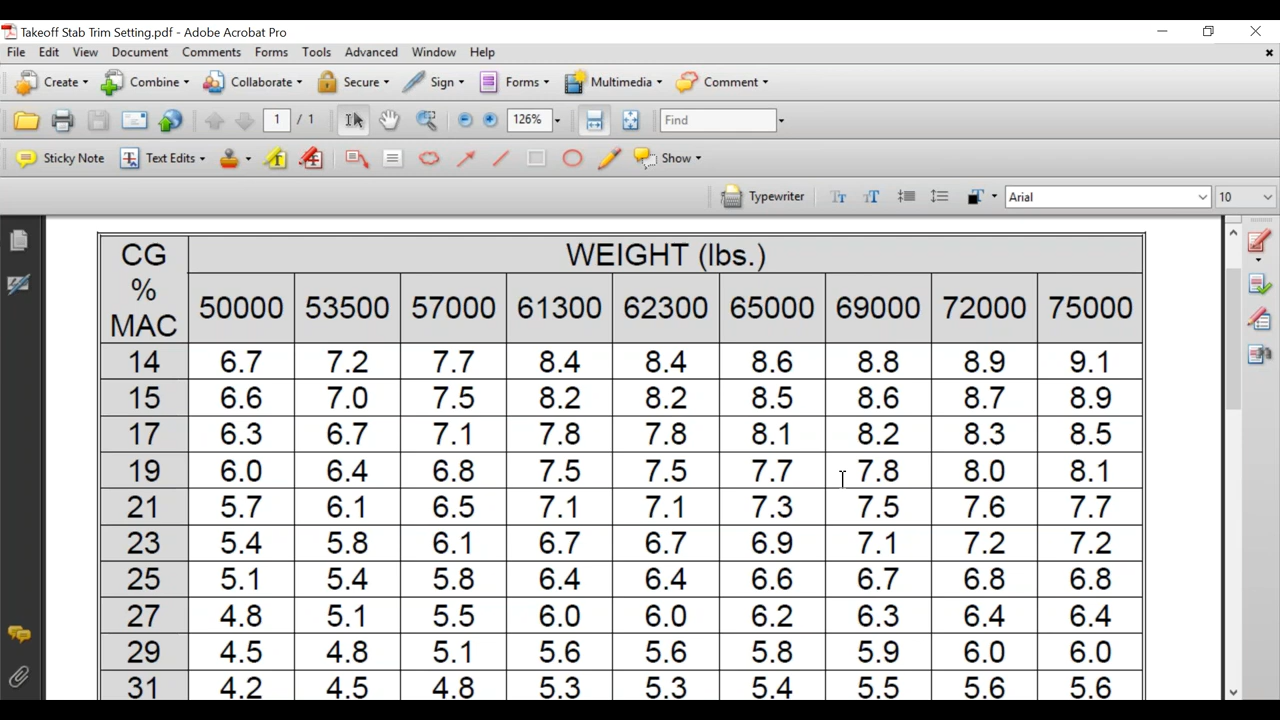 Takeoff Stab Trim Setting.pdf - Adobe Acrobat Pro
File Edit View Document Comments Forms Tools Advanced Window Help
Create Combine Collaborate Secure Sign Forms Multimedia Comment
1 / 1 126% Find
Sticky Note Text Edits Show
Typewriter Arial 10
CG % MAC WEIGHT (lbs.)
50000 53500 57000 61300 62300 65000 69000 72000 75000
14 6.7 7.2 7.7 8.4 8.4 8.6 8.8 8.9 9.1
15 6.6 7.0 7.5 8.2 8.2 8.5 8.6 8.7 8.9
17 6.3 6.7 7.1 7.8 7.8 8.1 8.2 8.3 8.5
19 6.0 6.4 6.8 7.5 7.5 7.7 7.8 8.0 8.1
21 5.7 6.1 6.5 7.1 7.1 7.3 7.5 7.6 7.7
23 5.4 5.8 6.1 6.7 6.7 6.9 7.1 7.2 7.2
25 5.1 5.4 5.8 6.4 6.4 6.6 6.7 6.8 6.8
27 4.8 5.1 5.5 6.0 6.0 6.2 6.3 6.4 6.4
29 4.5 4.8 5.1 5.6 5.6 5.8 5.9 6.0 6.0
31 4.2 4.5 4.8 5.3 5.3 5.4 5.5 5.6 5.6